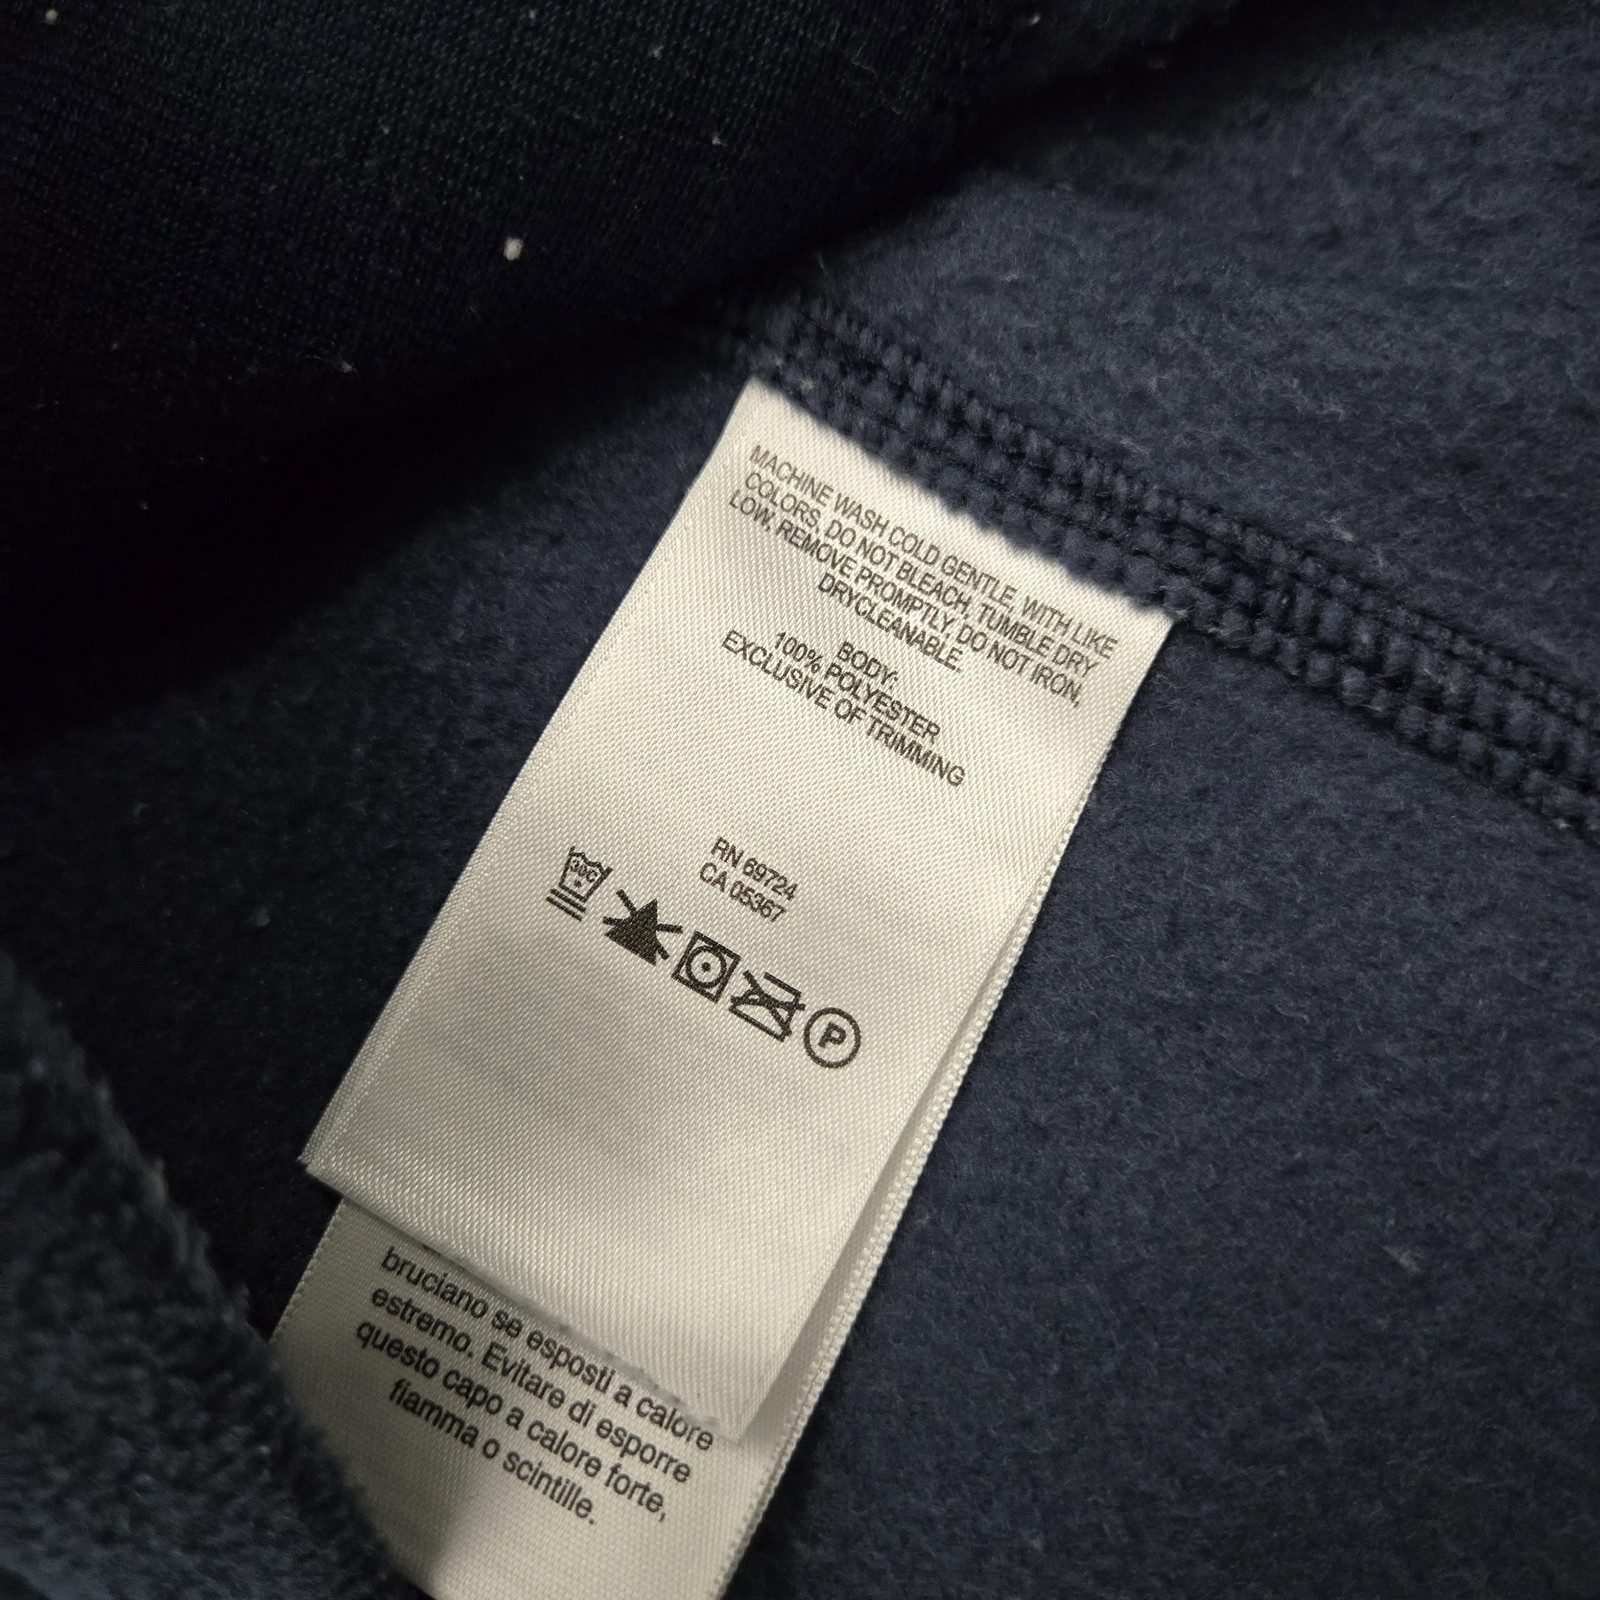 MACHINE WASH COLD GENTLE, WITH LIKE
COLORS, DO NOT BLEACH, TUMBLE DRY
LOW, REMOVE PROMPTLY, DO NOT IRON,
DRYCLEANABLE.
BODY:
100% POLYESTER
EXCLUSIVE OF TRIMMING
RN 69724
CA 05367
30C
P
bruciano se esposti a calore
estremo. Evitare di esporre
questo capo a calore forte,
fiamma o scintille.